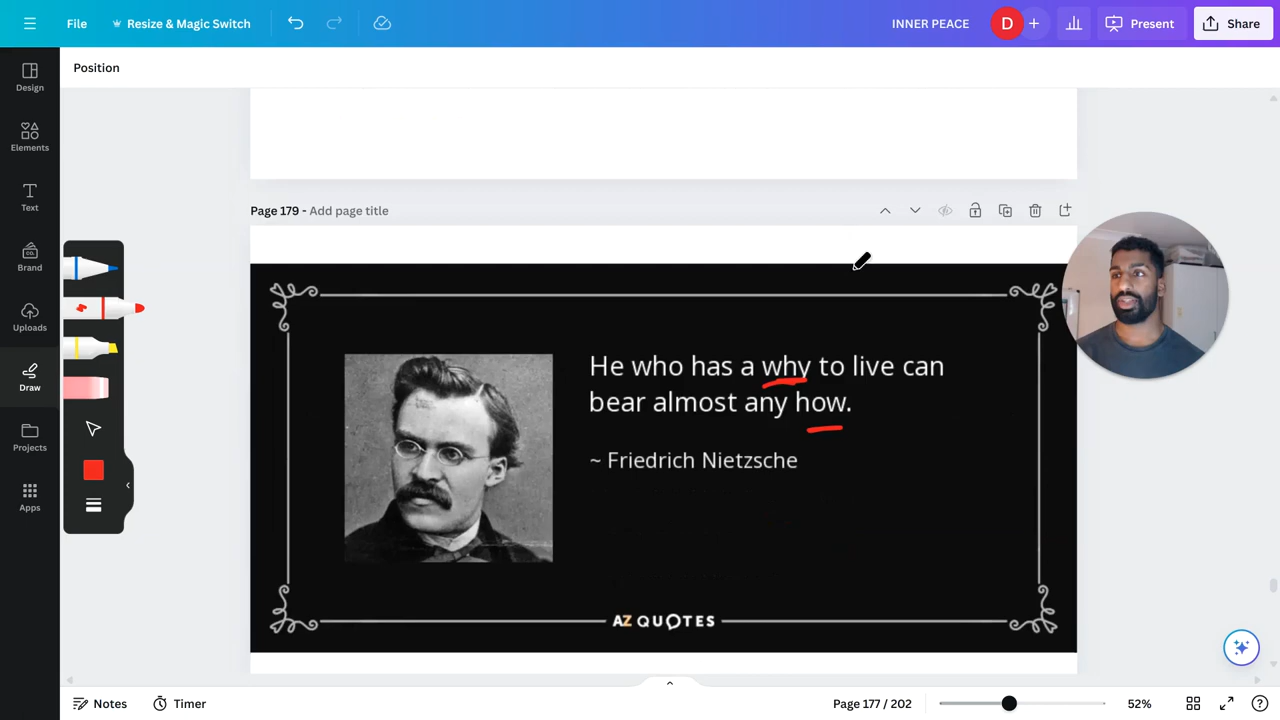 File
Resize & Magic Switch
INNER PEACE
D
Present
Share
Position
Design
Elements
Text
CO.
Brand
Uploads
Draw
Projects
Apps
Page 179 - Add page title
He who has a why to live can
bear almost any how.
~ Friedrich Nietzsche
AZ QUOTES
Notes
Timer
Page 177 / 202
52%